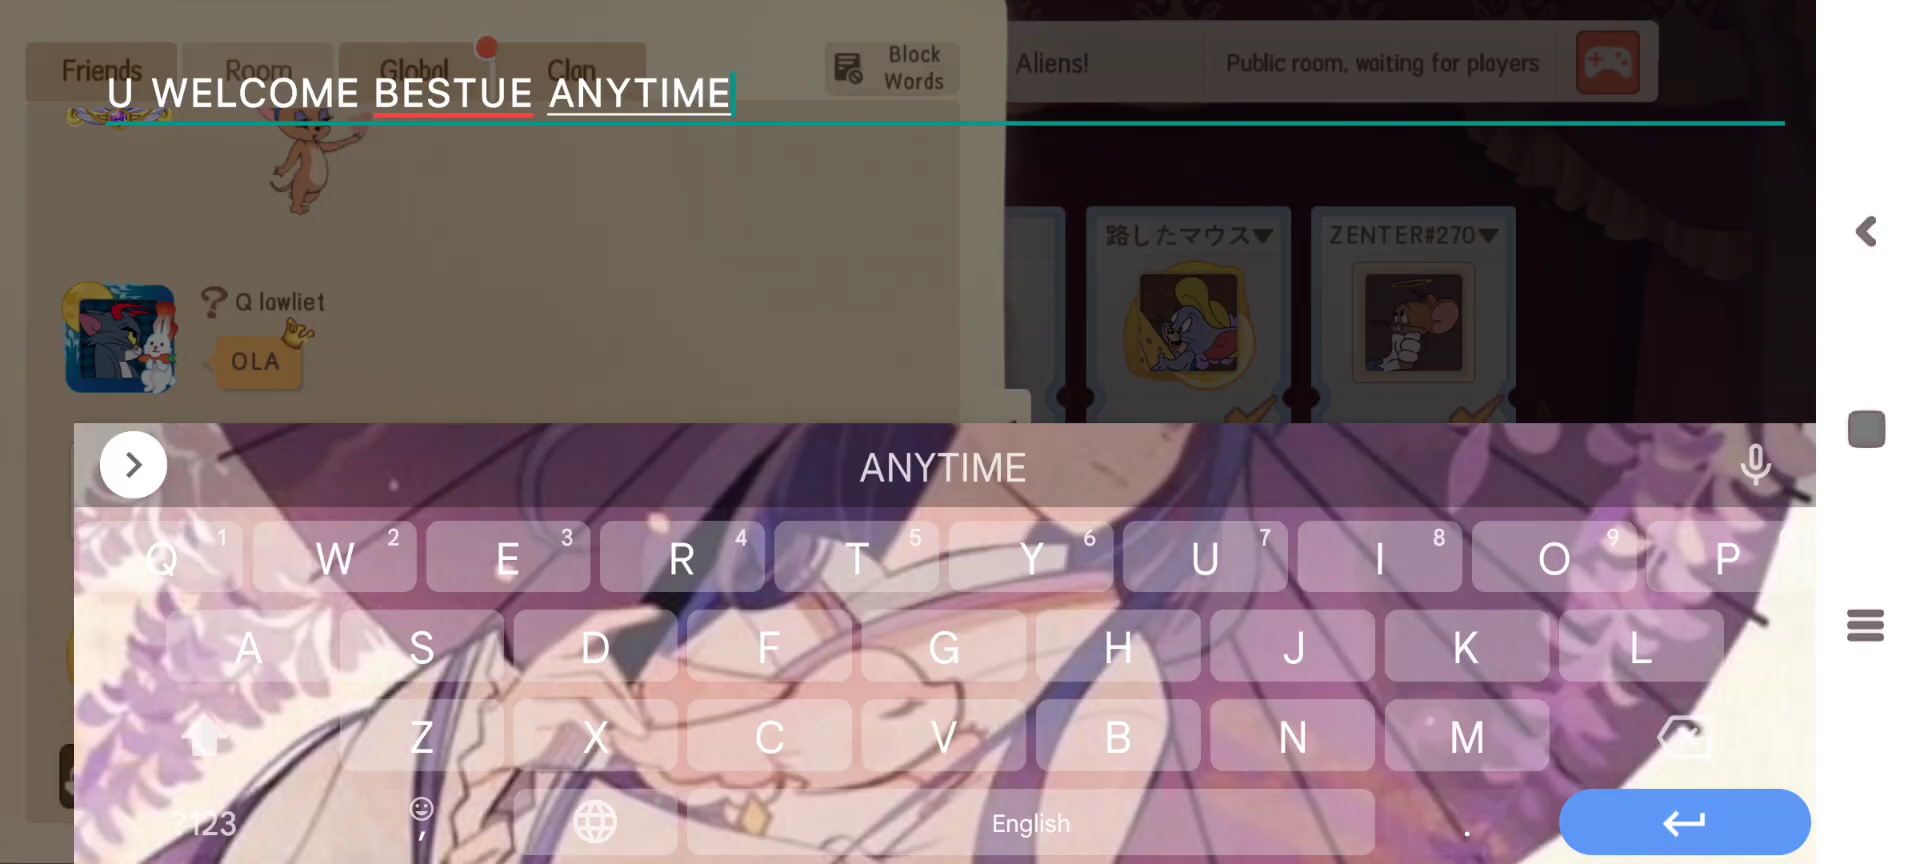 Friends Room Global Clan
Block Words
Aliens!
Public room, waiting for players
U WELCOME BESTUE ANYTIME
路したマウス▼
ZENTER#270▼
Q lawliet
OLA
ANYTIME
Q 1 W 2 E 3 R 4 T 5 Y 6 U 7 I 8 O 9 P
A S D F G H J K L
Z X C V B N M
?123 , English .